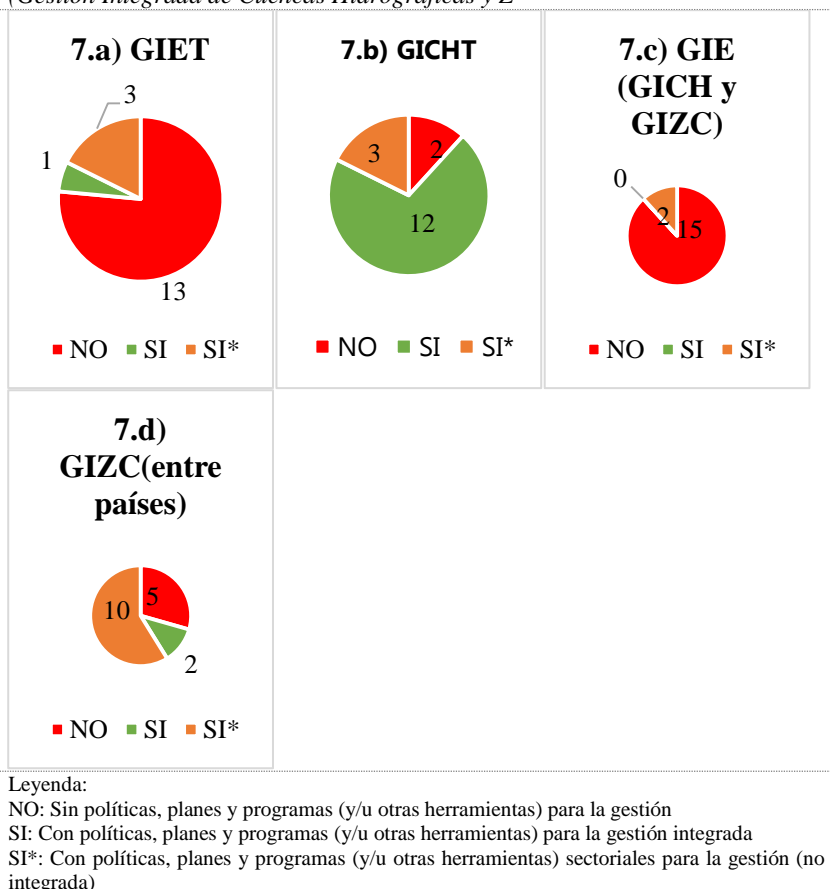 (Gestión Integrada de Cuencas Hidrográficas y Z
7.a) GIET
3
1
13
NO SI SI*
7.b) GICHT
3
2
12
NO SI SI*
7.c) GIE
(GICH y
GIZC)
0
2
15
NO SI SI*
7.d)
GIZC(entre
países)
10
5
2
NO SI SI*
Leyenda:
NO: Sin políticas, planes y programas (y/u otras herramientas) para la gestión
SI: Con políticas, planes y programas (y/u otras herramientas) para la gestión integrada
SI*: Con políticas, planes y programas (y/u otras herramientas) sectoriales para la gestión (no
integrada)